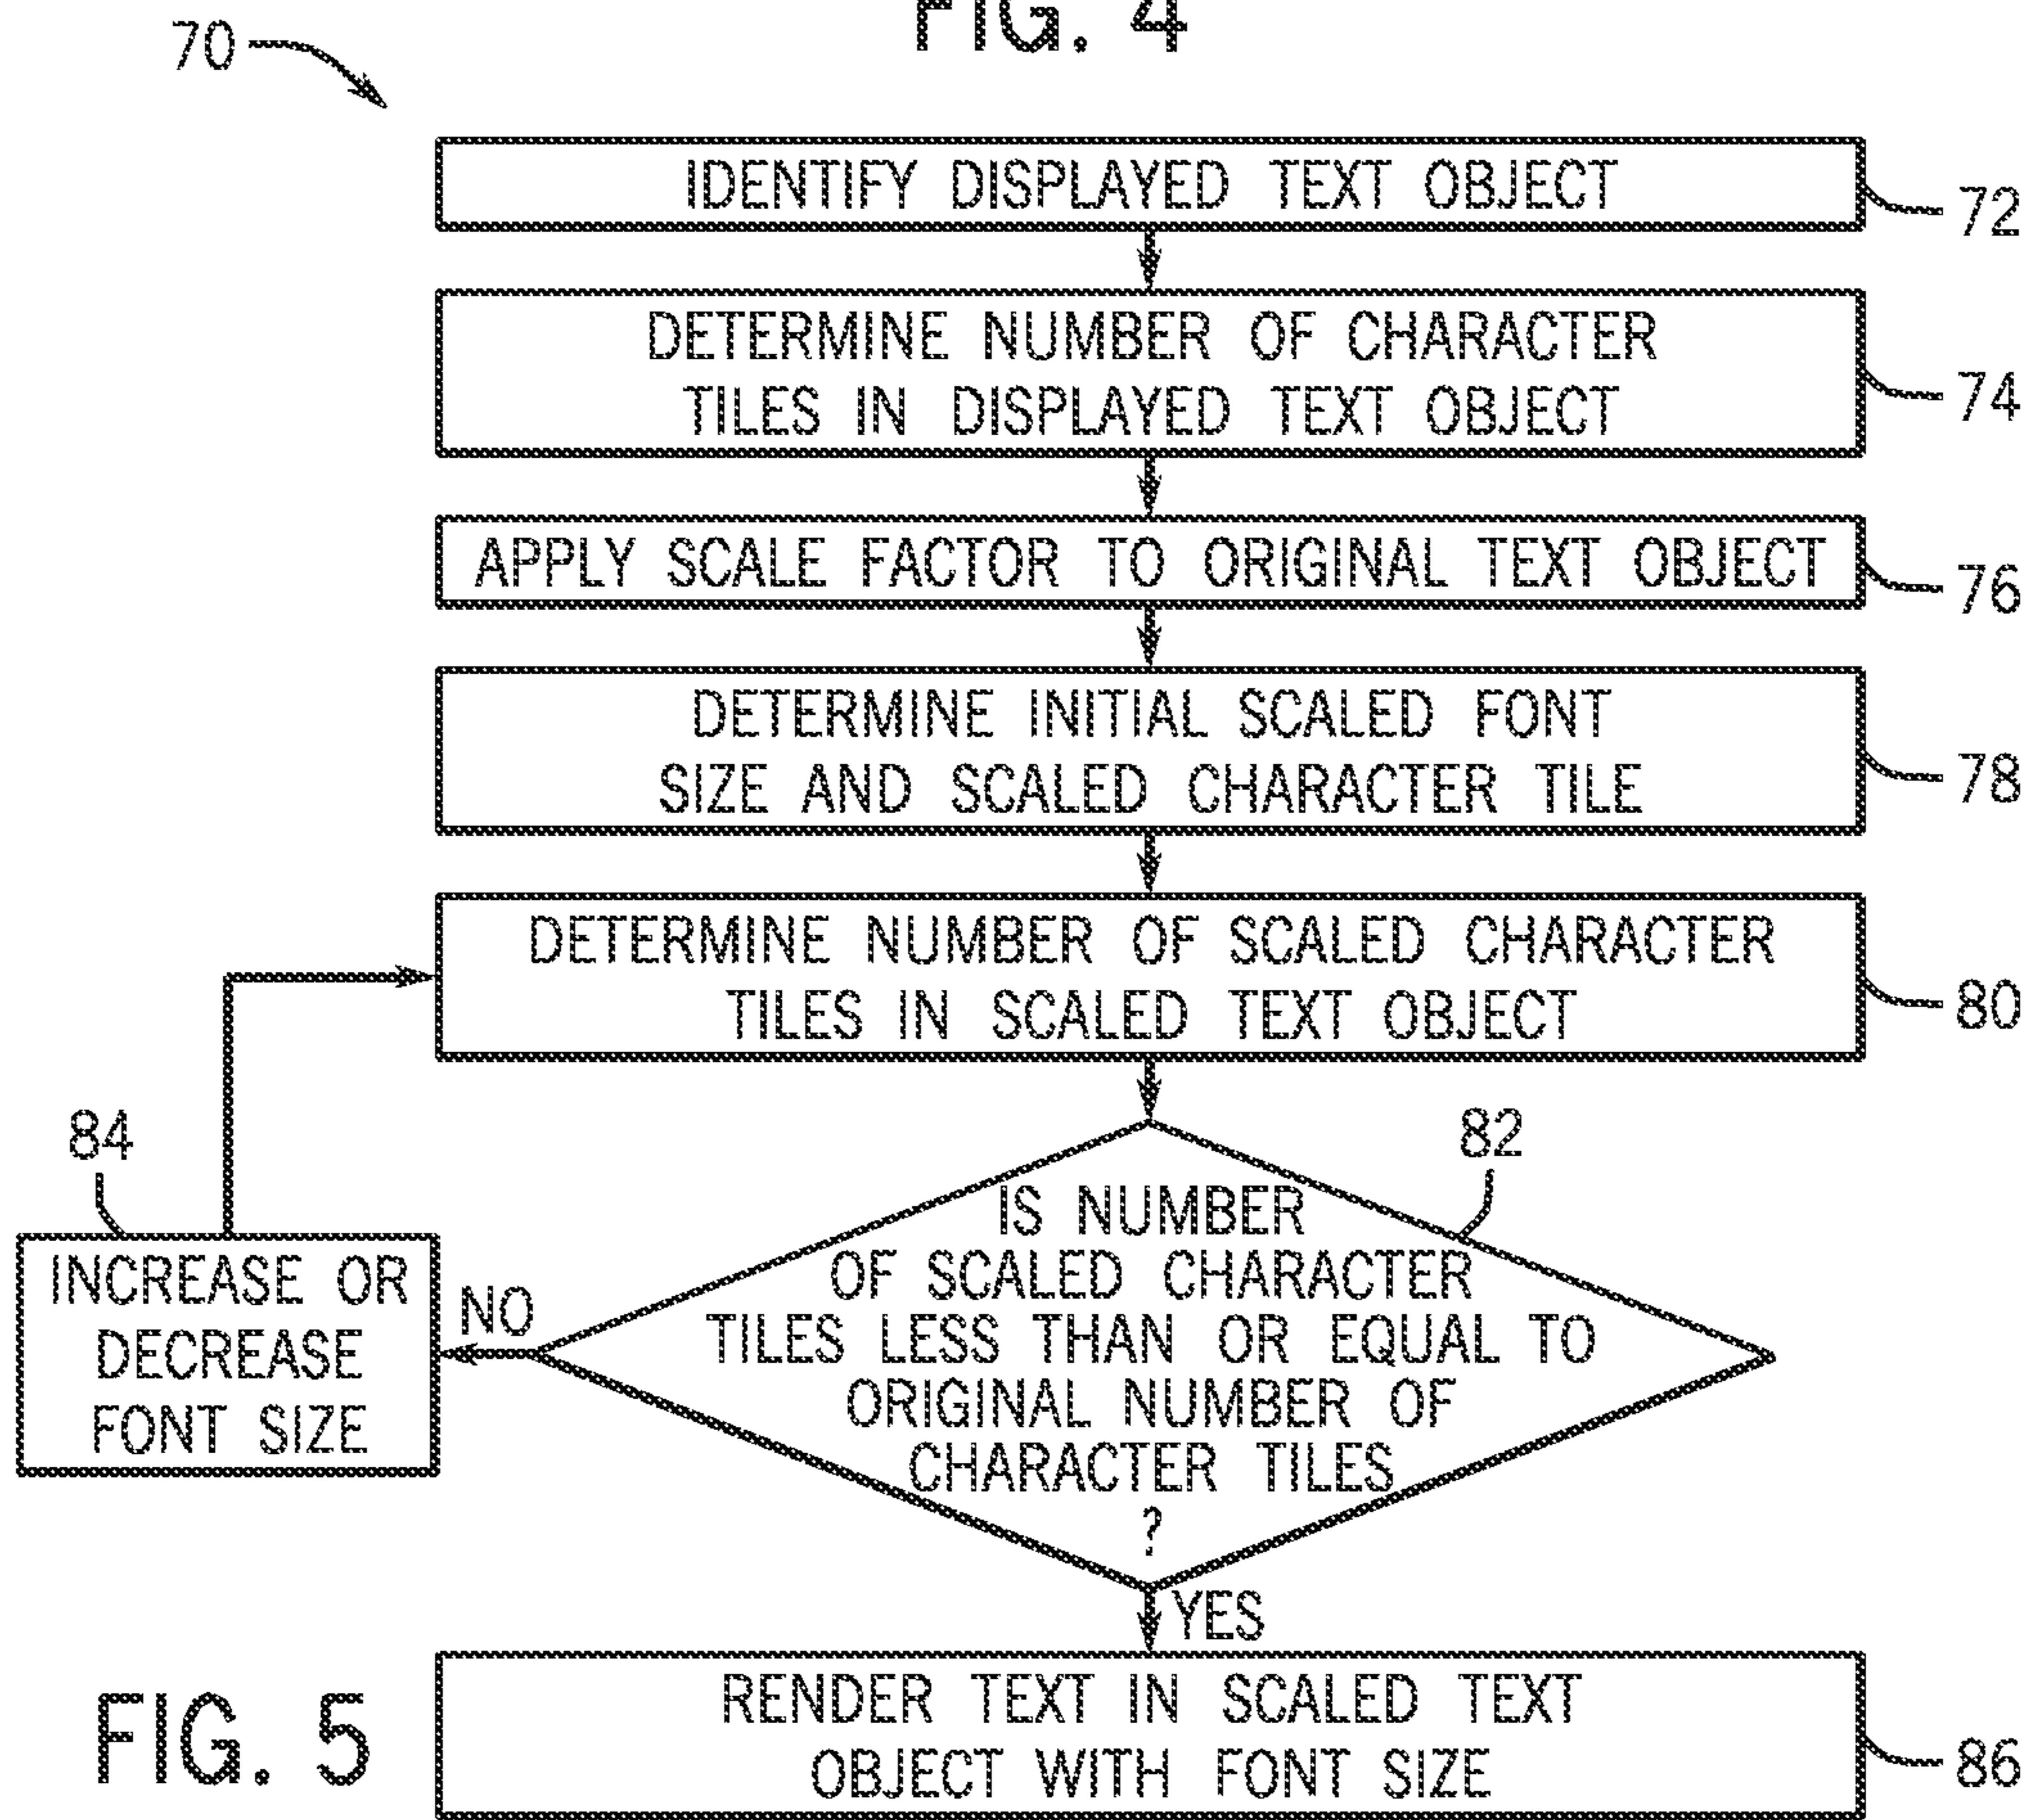 FIG. 4
70
IDENTIFY DISPLAYED TEXT OBJECT
72
DETERMINE NUMBER OF CHARACTER
TILES IN DISPLAYED TEXT OBJECT
74
APPLY SCALE FACTOR TO ORIGINAL TEXT OBJECT
76
DETERMINE INITIAL SCALED FONT
SIZE AND SCALED CHARACTER TILE
78
DETERMINE NUMBER OF SCALED CHARACTER
TILES IN SCALED TEXT OBJECT
80
84
82
IS NUMBER
OF SCALED CHARACTER
TILES LESS THAN OR EQUAL TO
ORIGINAL NUMBER OF
CHARACTER TILES
?
NO
INCREASE OR
DECREASE
FONT SIZE
YES
RENDER TEXT IN SCALED TEXT
OBJECT WITH FONT SIZE
86
FIG. 5